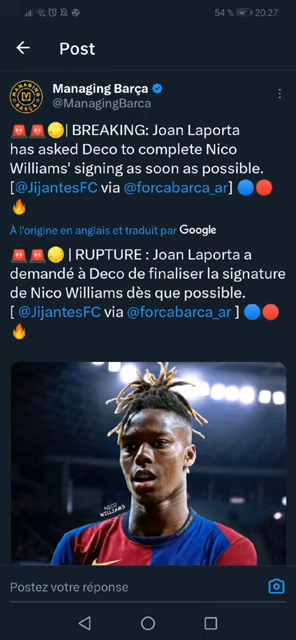 54 % 20:27
Post
Managing Barça
@ManagingBarca
🚨🚨🟡| BREAKING: Joan Laporta
has asked Deco to complete Nico
Williams' signing as soon as possible.
[@JijantesFC via @forcabarca_ar] 🔵🔴
🔥
À l'origine en anglais et traduit par Google
🚨🚨🟡 | RUPTURE : Joan Laporta a
demandé à Deco de finaliser la signature
de Nico Williams dès que possible.
[ @JijantesFC via @forcabarca_ar ] 🔵🔴
🔥
NICO
WILLIAMS
Postez votre réponse